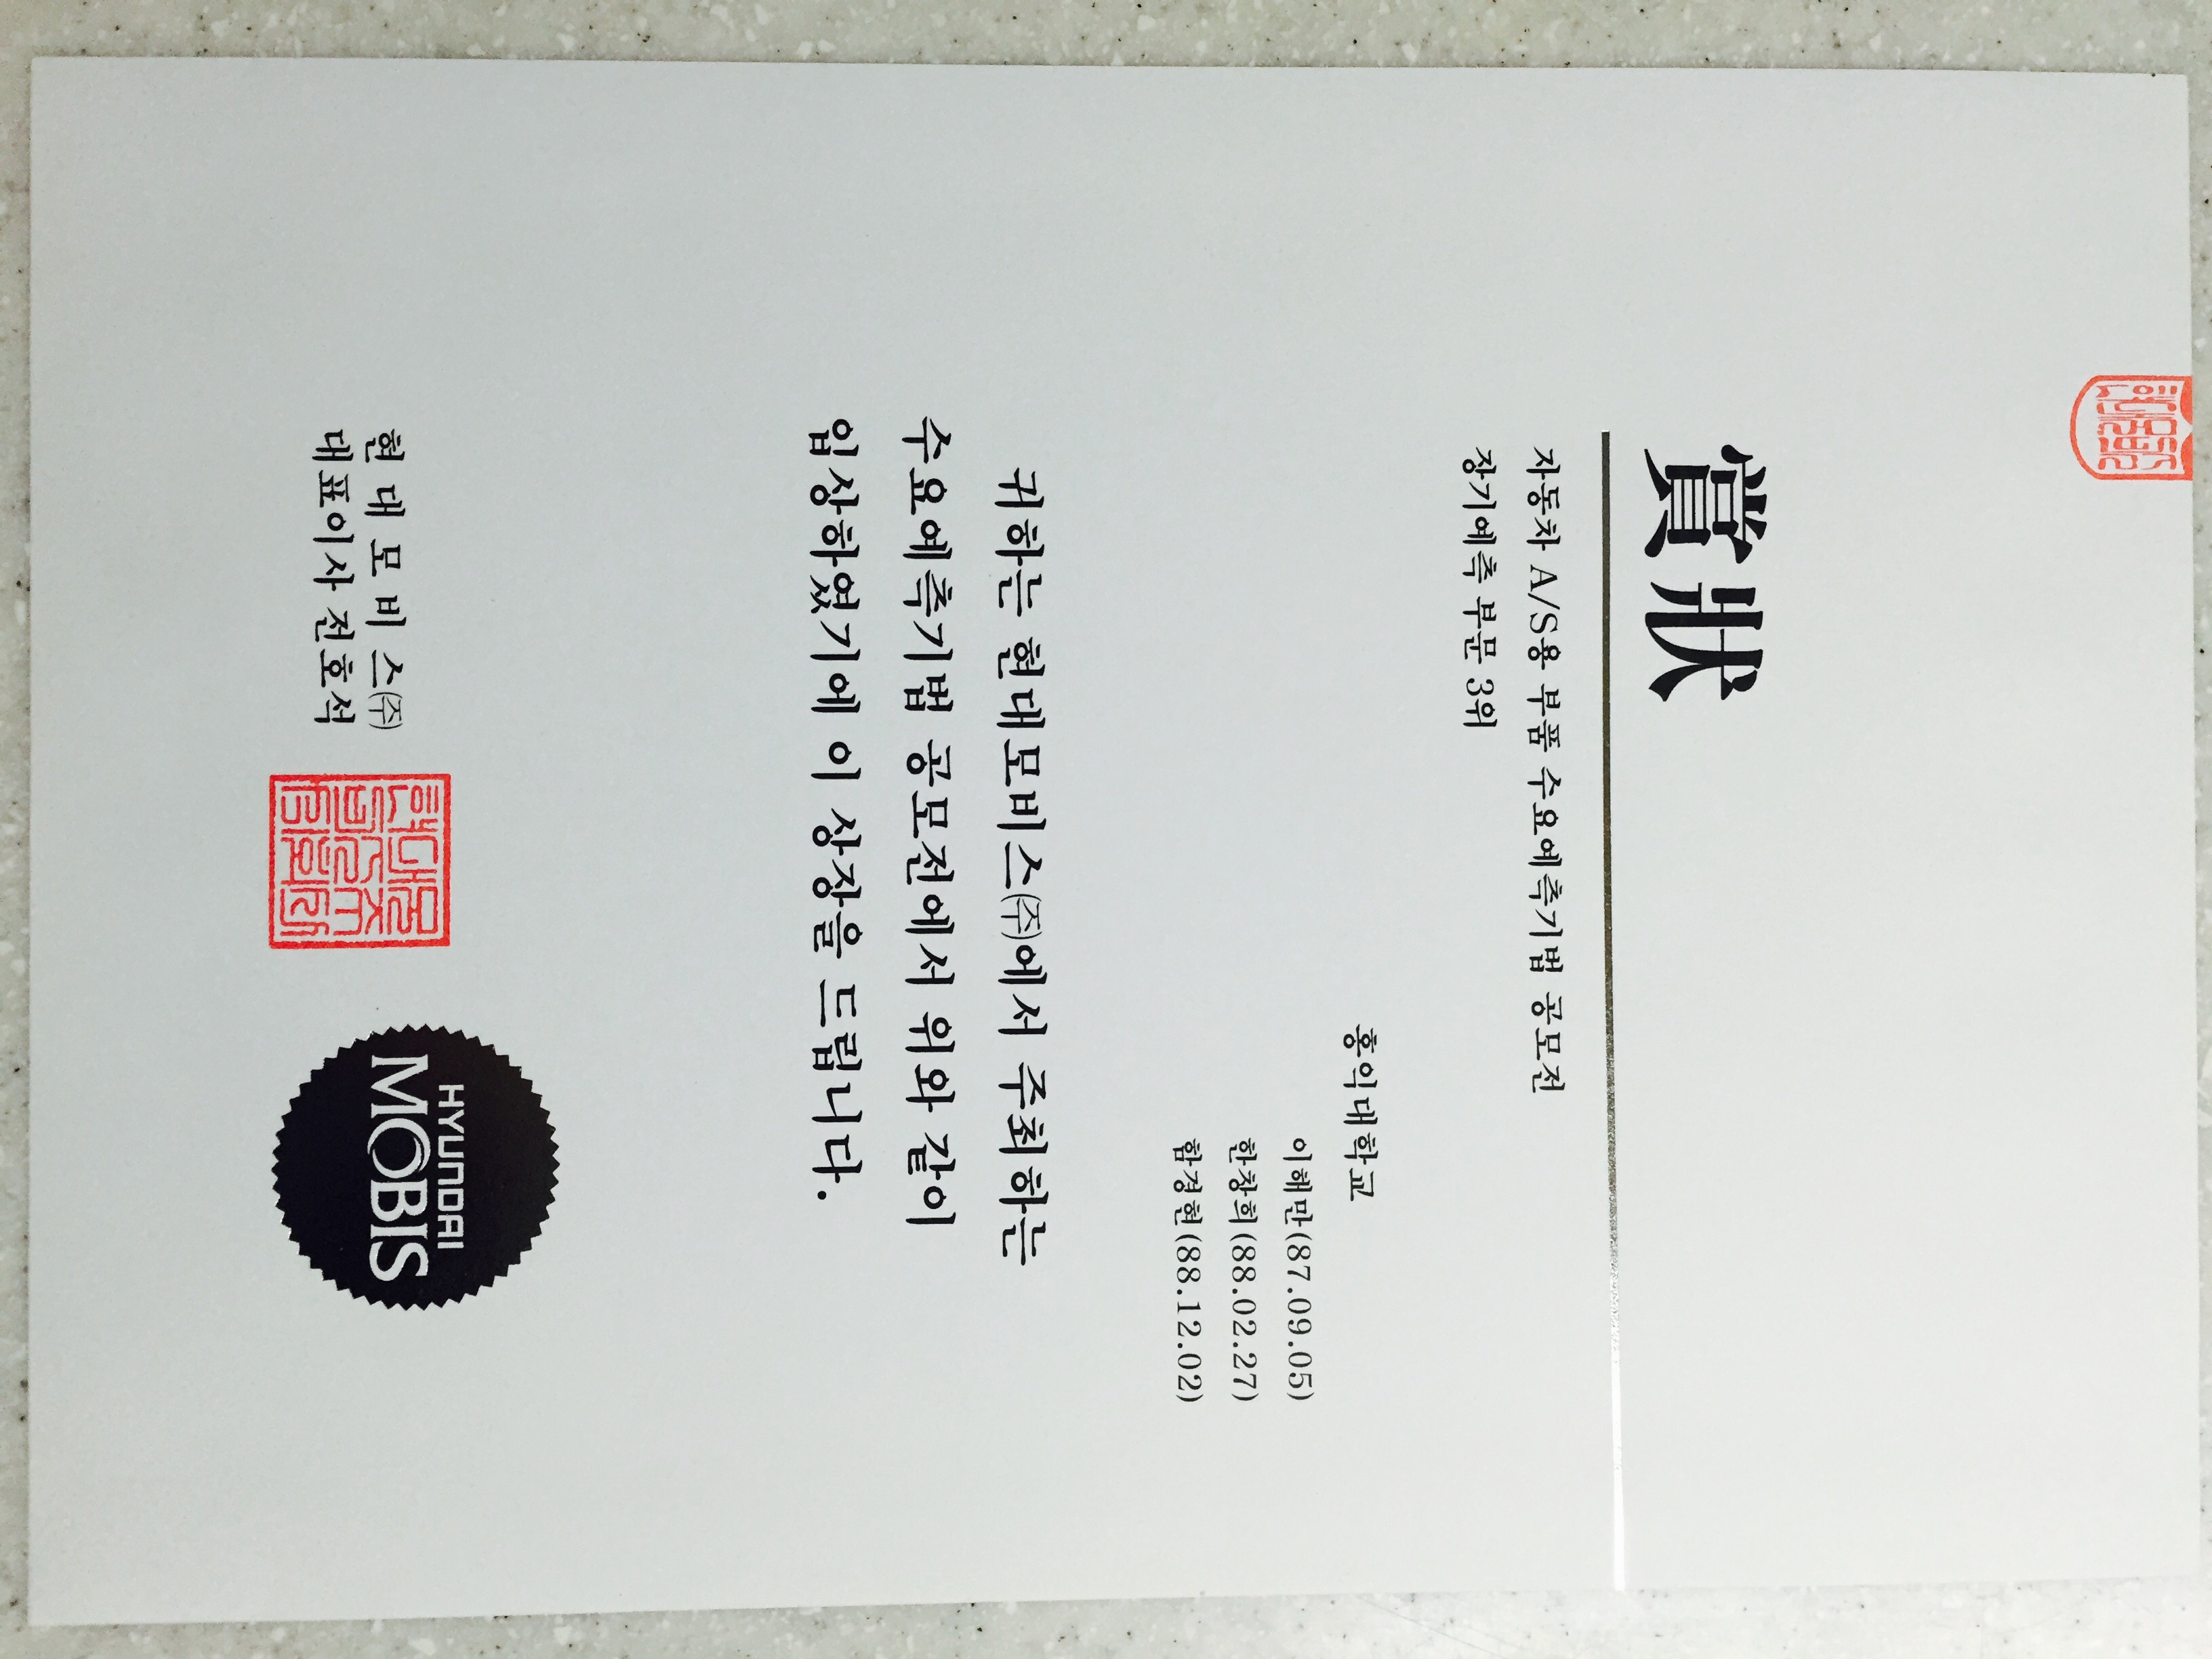 賞狀
자동차 A/S용 부품 수요예측기법 공모전
장기예측 부문 3위
홍익대학교
이해만(87.09.05)
한창희(88.02.27)
함경현(88.12.02)
귀하는 현대모비스㈜에서 주최하는
수요예측기법 공모전에서 위와 같이
입상하였기에 이 상장을 드립니다.
현대모비스㈜
대표이사 전호석
HYUNDAI
MOBIS